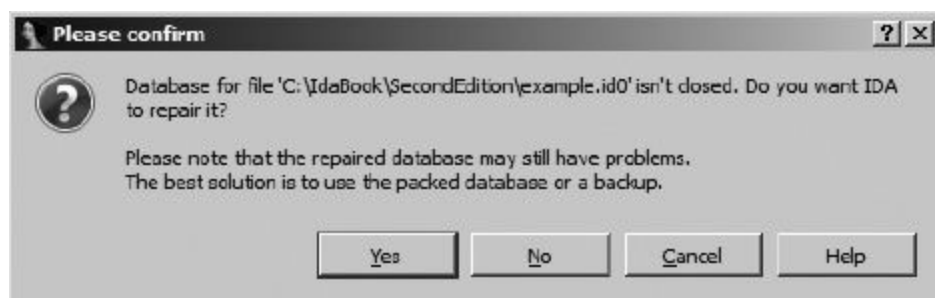 Please confirm
Database for file 'C:\IdaBook\SecondEdition\example.id0' isn't closed. Do you want IDA
to repair it?
Please note that the repaired database may still have problems.
The best solution is to use the packed database or a backup.
Yes No Cancel Help